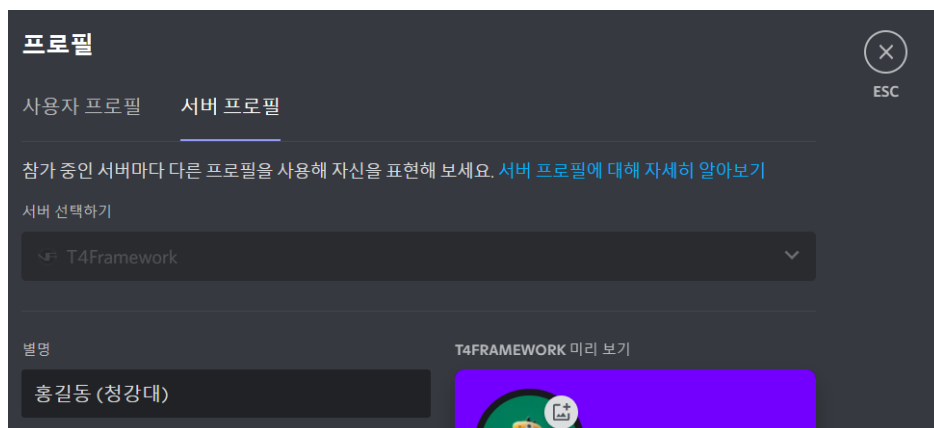 프로필
ESC
사용자 프로필 서버 프로필
참가 중인 서버마다 다른 프로필을 사용해 자신을 표현해 보세요. 서버 프로필에 대해 자세히 알아보기
서버 선택하기
T4Framework
별명
T4FRAMEWORK 미리 보기
홍길동 (청강대)